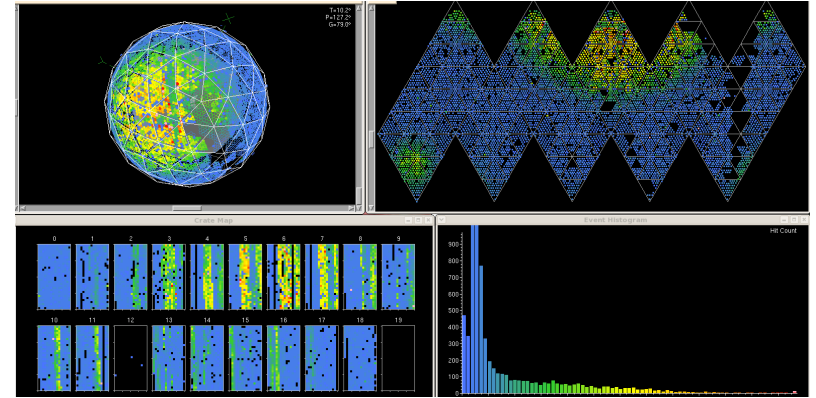 T=10.2°
P=127.2°
G=79.0°
X
Y
Crate Map
0 1 2 3 4 5 6 7 8 9
10 11 12 13 14 15 16 17 18 19
Event Histogram
Hit Count
900
800
700
600
500
400
300
200
100
0